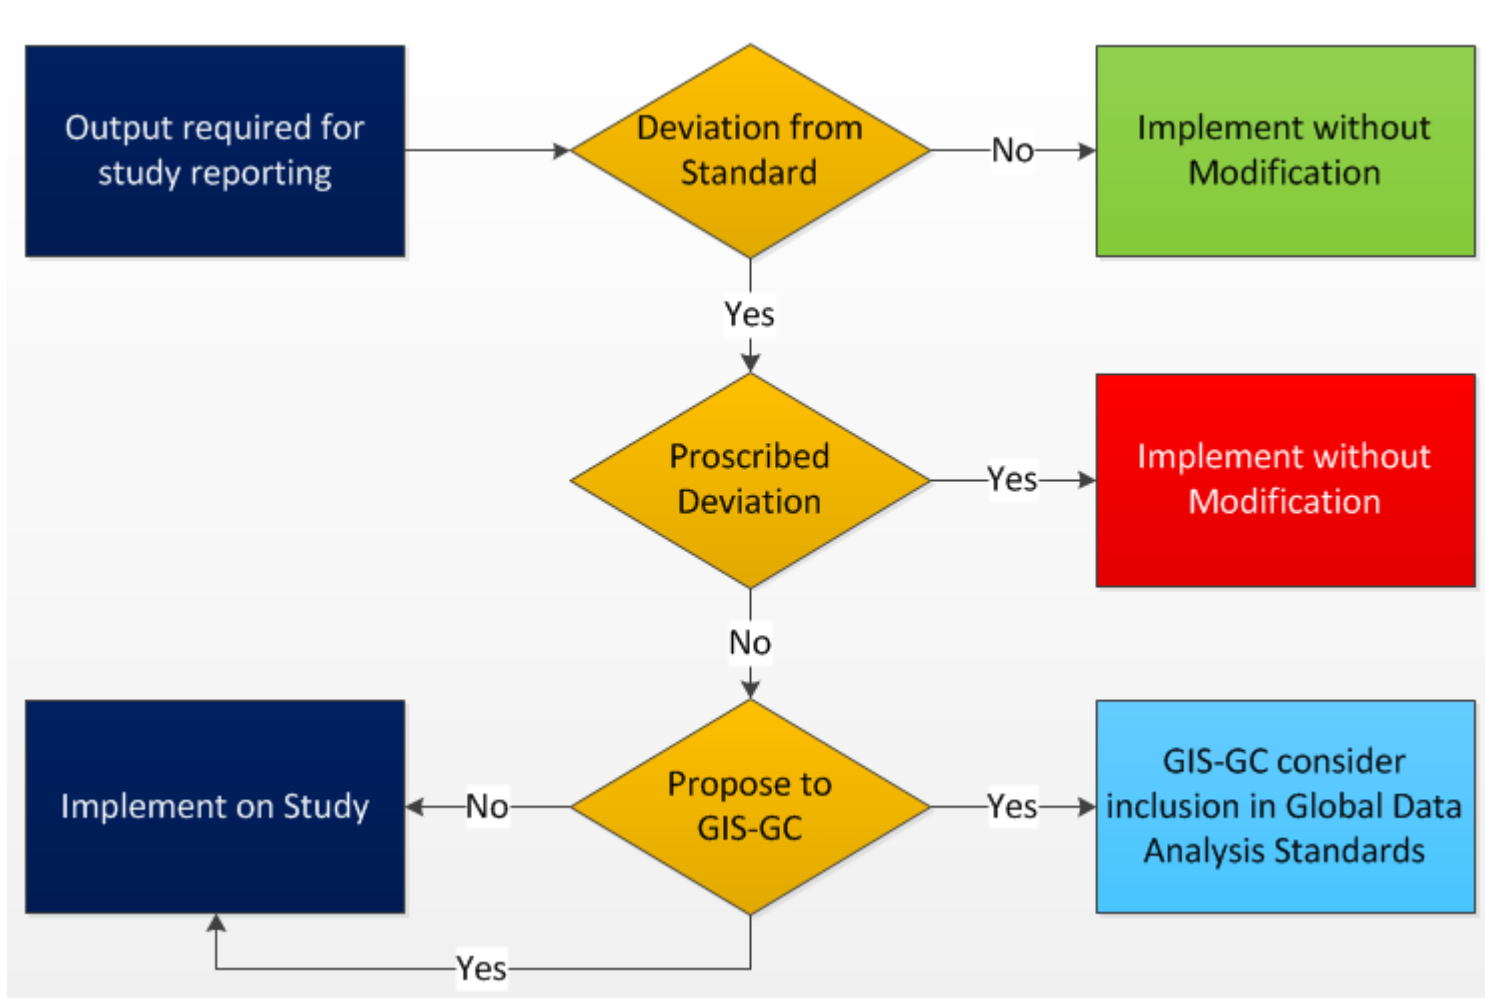 Output required for
study reporting
Deviation from
Standard
No
Implement without
Modification
Yes
Proscribed
Deviation
Yes
Implement without
Modification
No
Implement on Study
No
Propose to
GIS-GC
Yes
GIS-GC consider
inclusion in Global Data
Analysis Standards
Yes